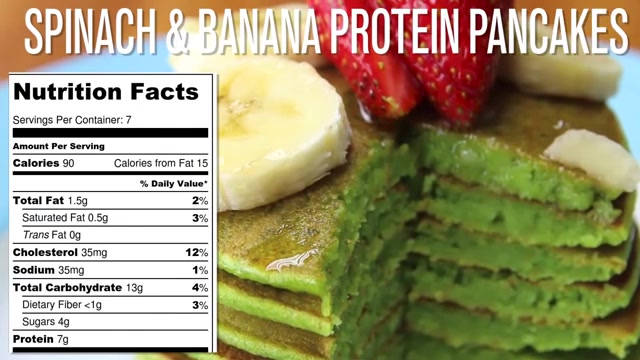 SPINACH & BANANA PROTEIN PANCAKES
Nutrition Facts
Servings Per Container: 7
Amount Per Serving
Calories 90 Calories from Fat 15
% Daily Value*
Total Fat 1.5g 2%
Saturated Fat 0.5g 3%
Trans Fat 0g
Cholesterol 35mg 12%
Sodium 35mg 1%
Total Carbohydrate 13g 4%
Dietary Fiber <1g 3%
Sugars 4g
Protein 7g